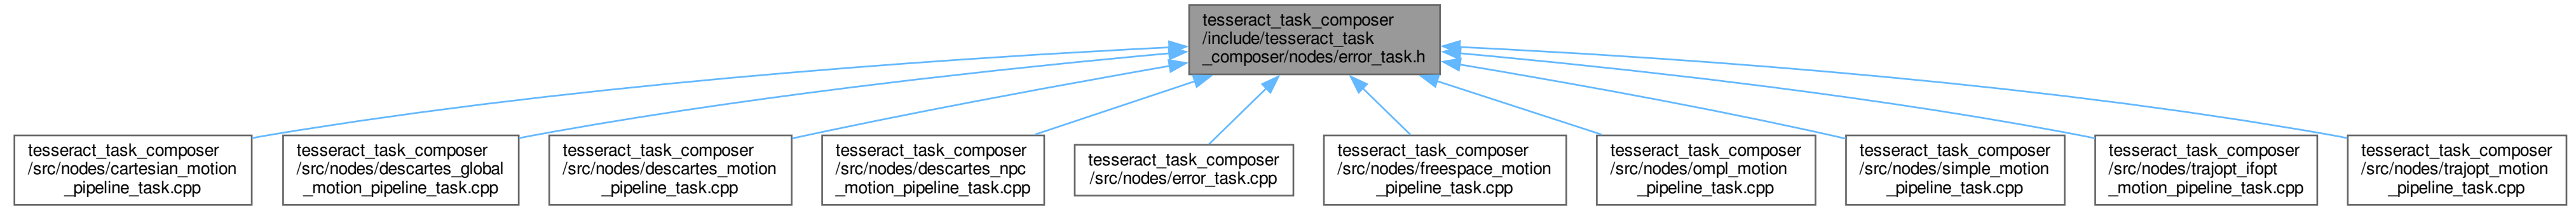 tesseract_task_composer
/include/tesseract_task
_composer/nodes/error_task.h
tesseract_task_composer
/src/nodes/cartesian_motion
_pipeline_task.cpp
tesseract_task_composer
/src/nodes/descartes_global
_motion_pipeline_task.cpp
tesseract_task_composer
/src/nodes/descartes_motion
_pipeline_task.cpp
tesseract_task_composer
/src/nodes/descartes_npc
_motion_pipeline_task.cpp
tesseract_task_composer
/src/nodes/error_task.cpp
tesseract_task_composer
/src/nodes/freespace_motion
_pipeline_task.cpp
tesseract_task_composer
/src/nodes/ompl_motion
_pipeline_task.cpp
tesseract_task_composer
/src/nodes/simple_motion
_pipeline_task.cpp
tesseract_task_composer
/src/nodes/trajopt_ifopt
_motion_pipeline_task.cpp
tesseract_task_composer
/src/nodes/trajopt_motion
_pipeline_task.cpp